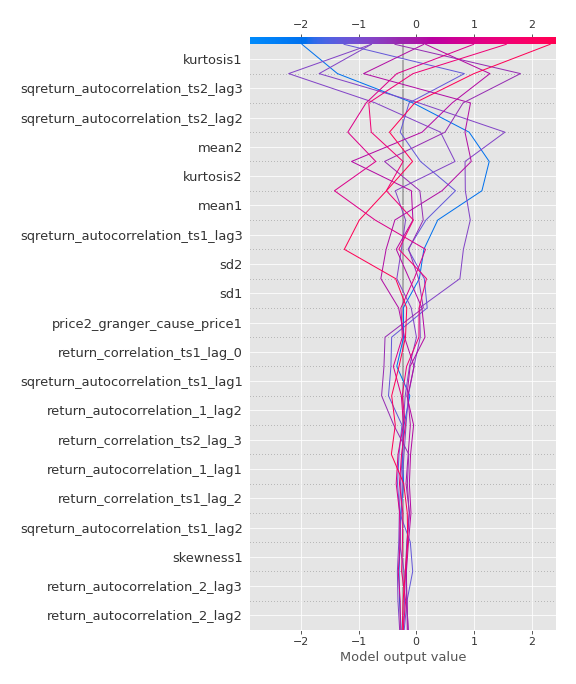 −2 −1 0 1 2
kurtosis1
sqreturn_autocorrelation_ts2_lag3
sqreturn_autocorrelation_ts2_lag2
mean2
kurtosis2
mean1
sqreturn_autocorrelation_ts1_lag3
sd2
sd1
price2_granger_cause_price1
return_correlation_ts1_lag_0
sqreturn_autocorrelation_ts1_lag1
return_autocorrelation_1_lag2
return_correlation_ts2_lag_3
return_autocorrelation_1_lag1
return_correlation_ts1_lag_2
sqreturn_autocorrelation_ts1_lag2
skewness1
return_autocorrelation_2_lag3
return_autocorrelation_2_lag2
−2 −1 0 1 2
Model output value